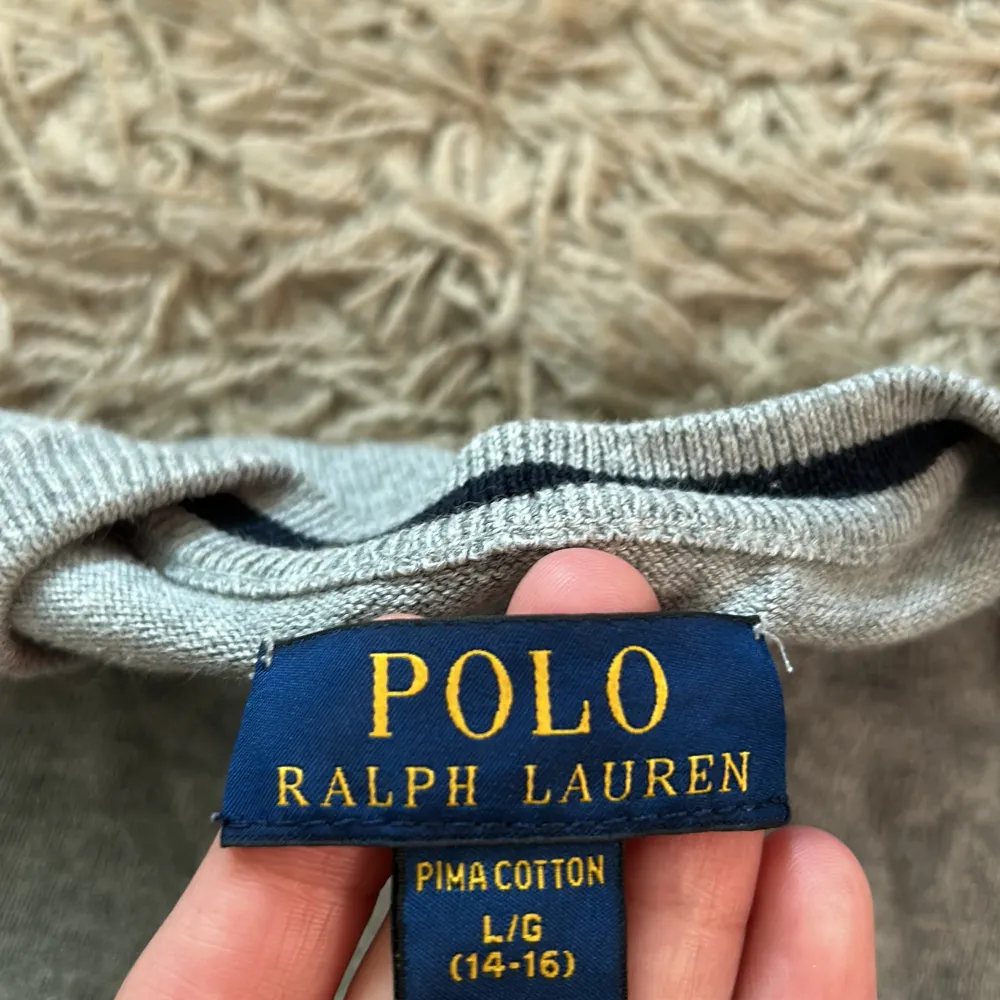 POLO
RALPH LAUREN
PIMA COTTON
L/G
(14-16)